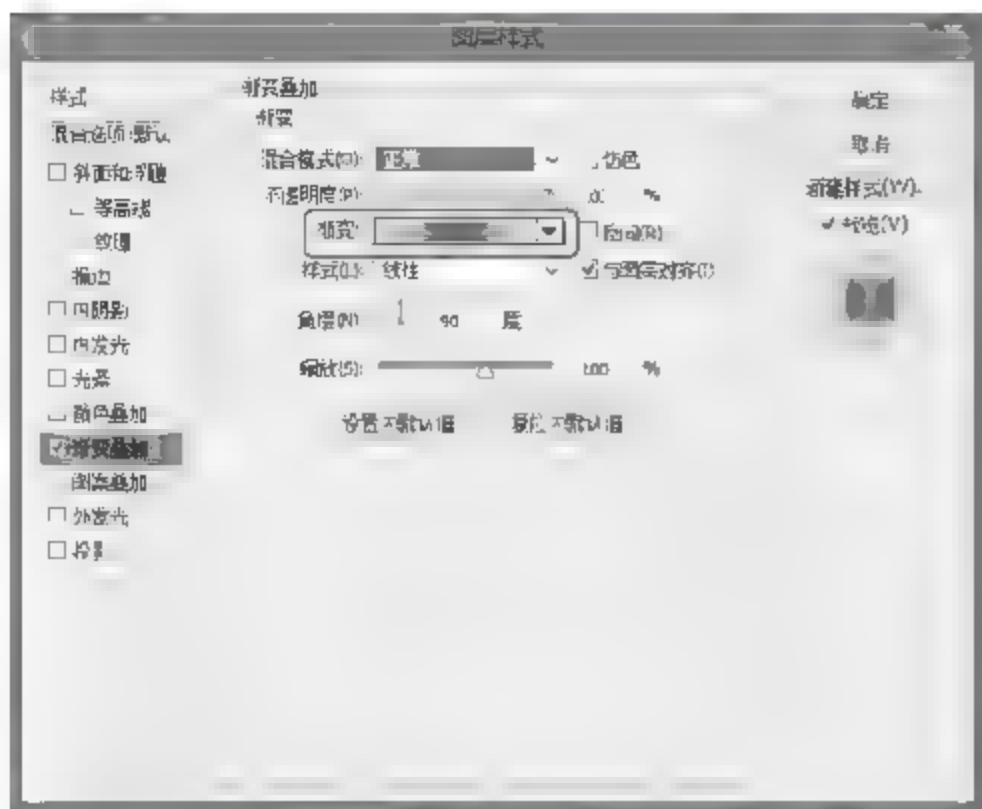 图层样式
样式
混合选项:默认
斜面和浮雕
等高线
纹理
描边
内阴影
内发光
光泽
颜色叠加
渐变叠加
图案叠加
外发光
投影
渐变叠加
渐变
混合模式(O): 正常 仿色
不透明度(P): %
渐变: 反向(R)
样式(L): 线性 与图层对齐(I)
角度(N): 90 度
缩放(S): 100 %
设置为默认值 复位为默认值
确定
取消
新建样式(W)...
预览(V)